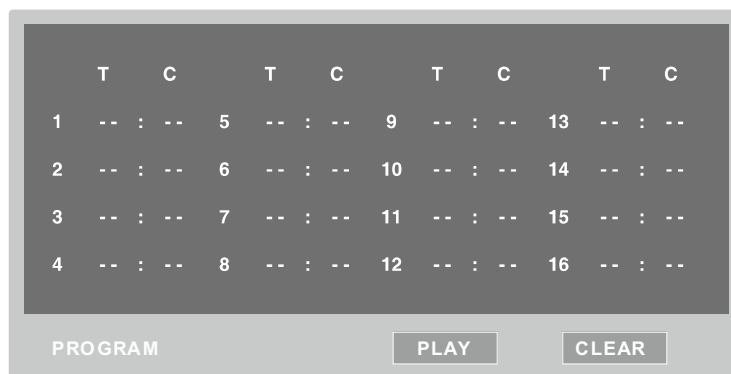 T C T C T C T C
1 -- : -- 5 -- : -- 9 -- : -- 13 -- : --
2 -- : -- 6 -- : -- 10 -- : -- 14 -- : --
3 -- : -- 7 -- : -- 11 -- : -- 15 -- : --
4 -- : -- 8 -- : -- 12 -- : -- 16 -- : --
PROGRAM PLAY CLEAR